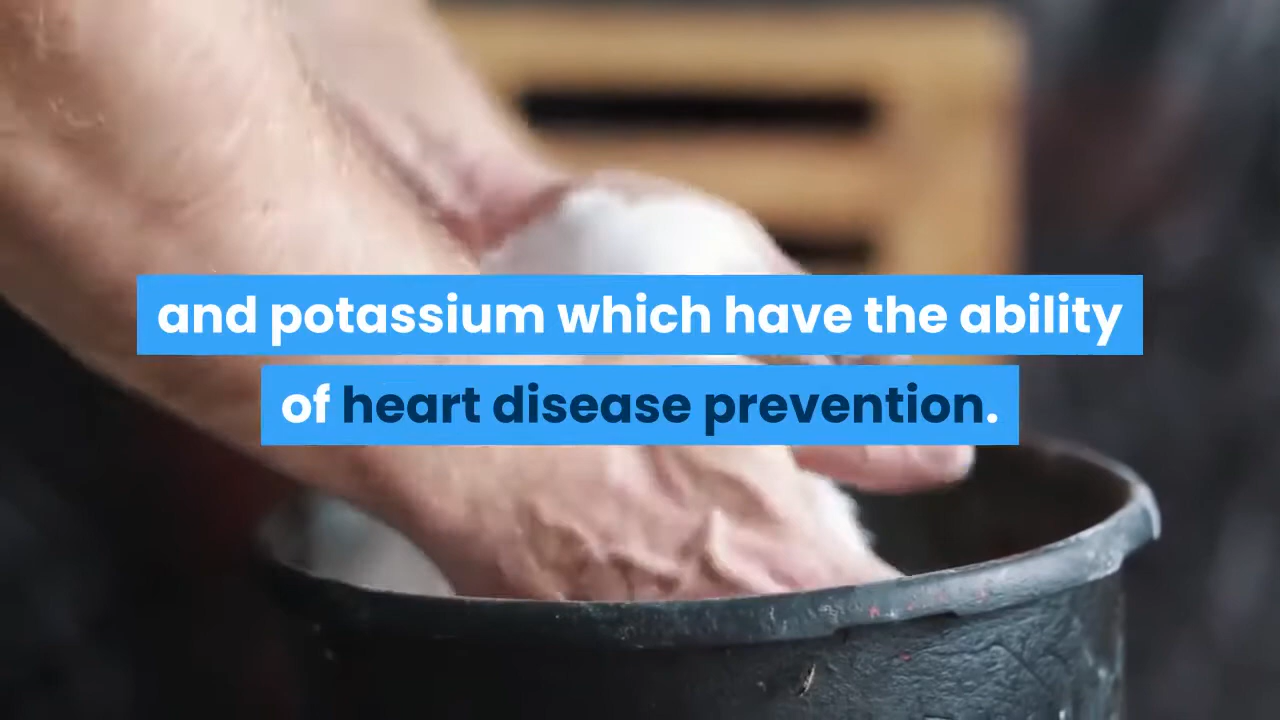 and potassium which have the ability
of heart disease prevention.